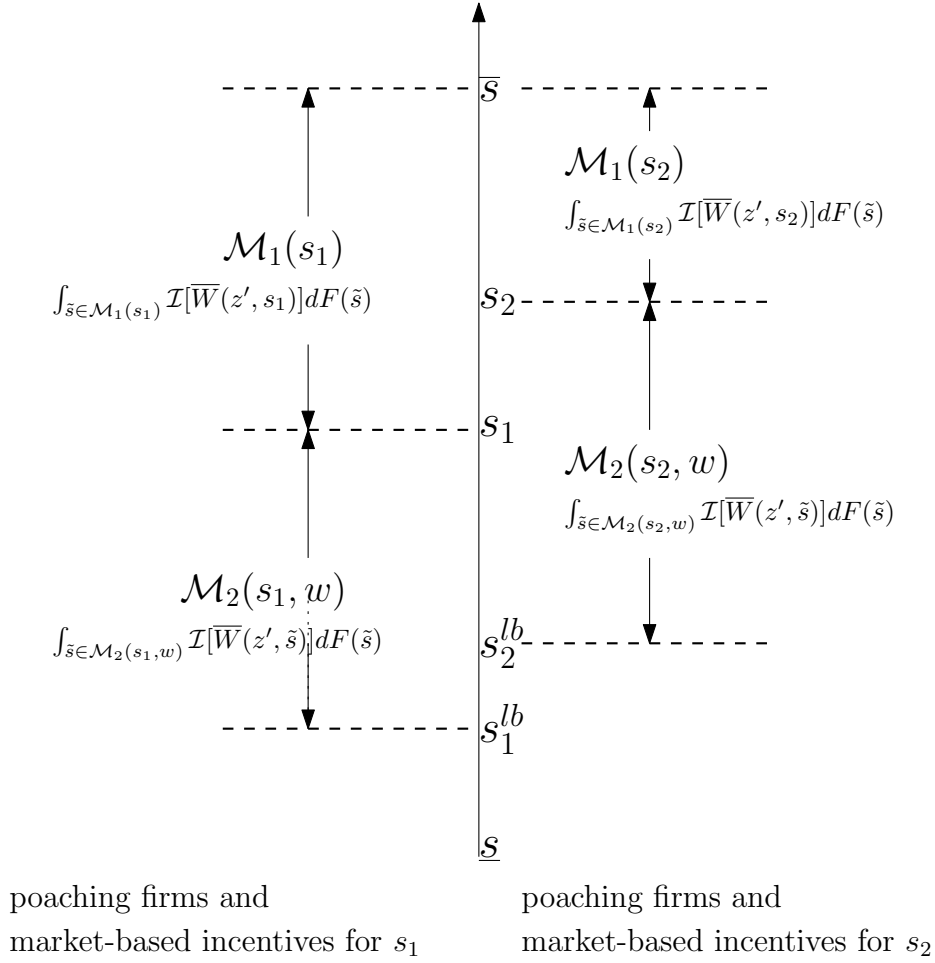 s̅
ℳ₁(s₂)
∫_{s̃∈ℳ₁(s₂)} ℐ[W̅(z′, s₂)]dF(s̃)
ℳ₁(s₁)
∫_{s̃∈ℳ₁(s₁)} ℐ[W̅(z′, s₁)]dF(s̃)
s₂
s₁
ℳ₂(s₂, w)
∫_{s̃∈ℳ₂(s₂,w)} ℐ[W̅(z′, s̃)]dF(s̃)
ℳ₂(s₁, w)
∫_{s̃∈ℳ₂(s₁,w)} ℐ[W̅(z′, s̃)]dF(s̃)
s₂^{lb}
s₁^{lb}
s̲
poaching firms and
market-based incentives for s₁
poaching firms and
market-based incentives for s₂